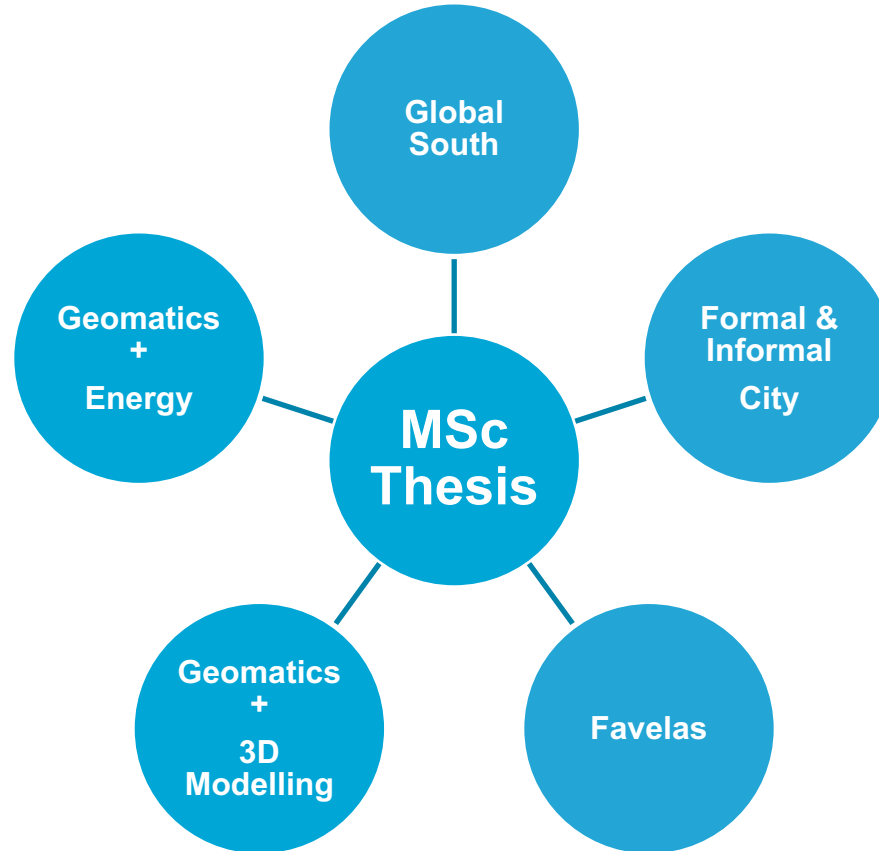 Global
South
Geomatics
+
Energy
Formal &
Informal
City
MSc
Thesis
Geomatics
+
3D
Modelling
Favelas